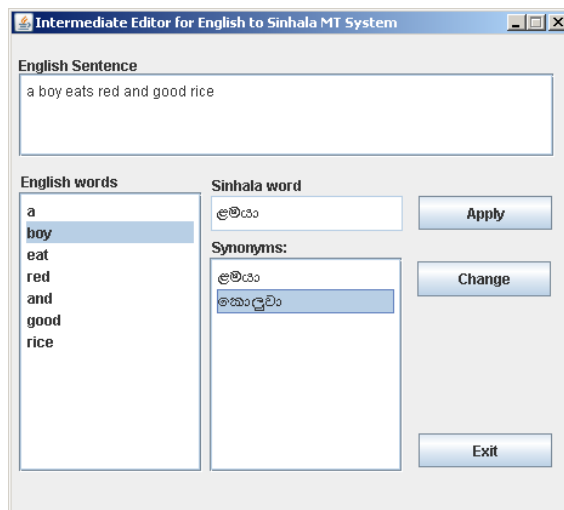 Intermediate Editor for English to Sinhala MT System
English Sentence
a boy eats red and good rice
English words
a
boy
eat
red
and
good
rice
Sinhala word
ළමයා
Synonyms:
ළමයා
කොලුවා
Apply
Change
Exit